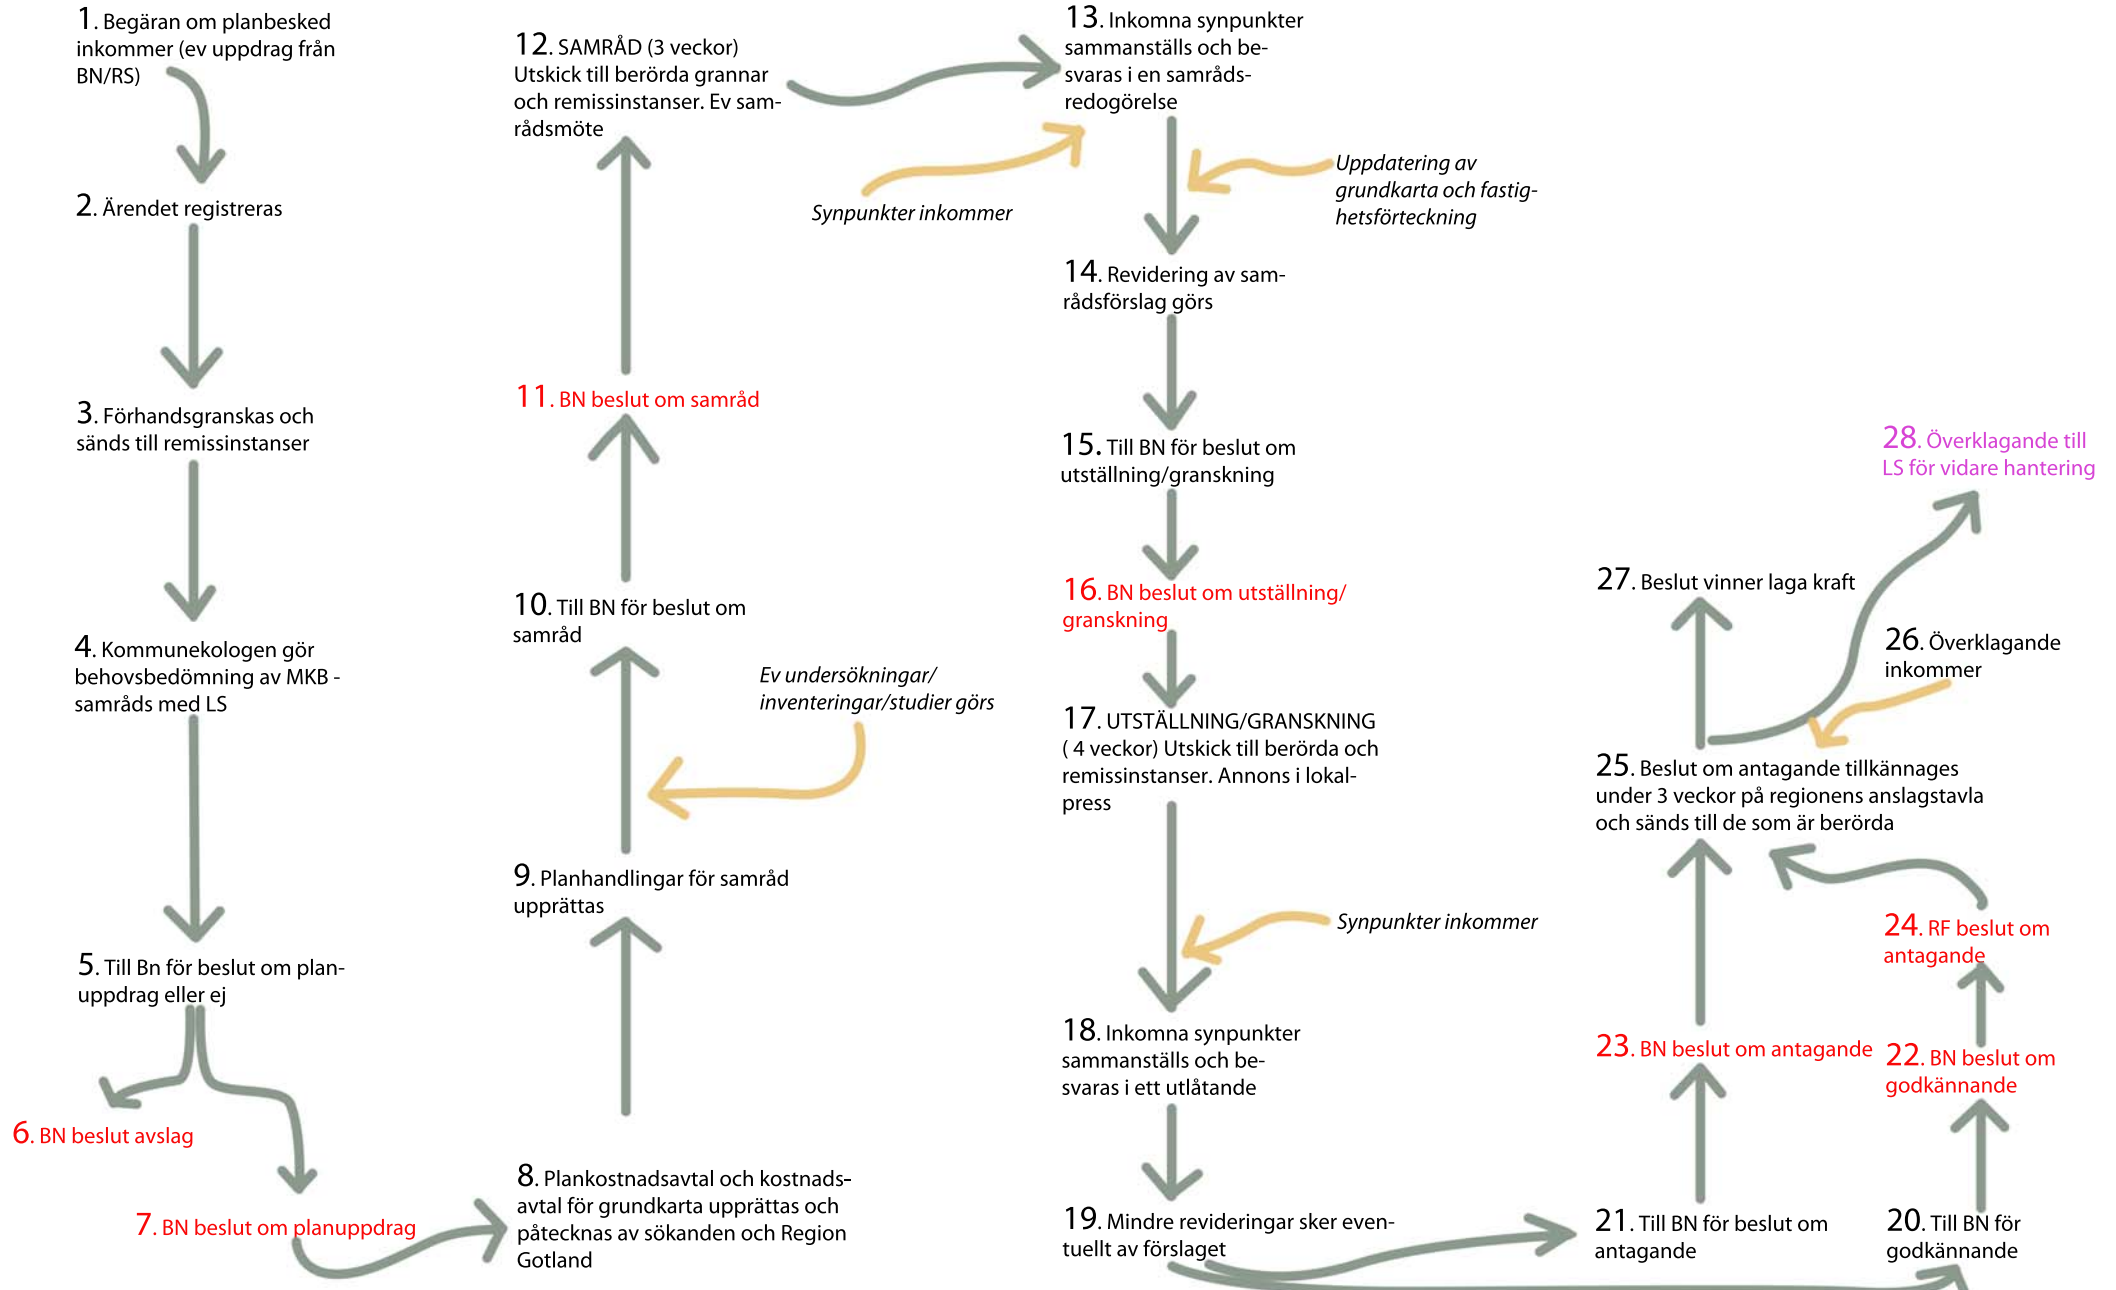 1. Begäran om planbesked
inkommer (ev uppdrag från
BN/RS)
2. Ärendet registreras
3. Förhandsgranskas och
sänds till remissinstanser
4. Kommunekologen gör
behovsbedömning av MKB -
samråds med LS
5. Till Bn för beslut om plan-
uppdrag eller ej
6. BN beslut avslag
7. BN beslut om planuppdrag
8. Plankostnadsavtal och kostnads-
avtal för grundkarta upprättas och
påtecknas av sökanden och Region
Gotland
9. Planhandlingar för samråd
upprättas
Ev undersökningar/
inventeringar/studier görs
10. Till BN för beslut om
samråd
11. BN beslut om samråd
12. SAMRÅD (3 veckor)
Utskick till berörda grannar
och remissinstanser. Ev sam-
rådsmöte
Synpunkter inkommer
13. Inkomna synpunkter
sammanställs och be-
svaras i en samråds-
redogörelse
Uppdatering av
grundkarta och fastig-
hetsförteckning
14. Revidering av sam-
rådsförslag görs
15. Till BN för beslut om
utställning/granskning
16. BN beslut om utställning/
granskning
17. UTSTÄLLNING/GRANSKNING
( 4 veckor) Utskick till berörda och
remissinstanser. Annons i lokal-
press
Synpunkter inkommer
18. Inkomna synpunkter
sammanställs och be-
svaras i ett utlåtande
19. Mindre revideringar sker even-
tuellt av förslaget
20. Till BN för
godkännande
21. Till BN för beslut om
antagande
22. BN beslut om
godkännande
23. BN beslut om antagande
24. RF beslut om
antagande
25. Beslut om antagande tillkännages
under 3 veckor på regionens anslagstavla
och sänds till de som är berörda
26. Överklagande
inkommer
27. Beslut vinner laga kraft
28. Överklagande till
LS för vidare hantering